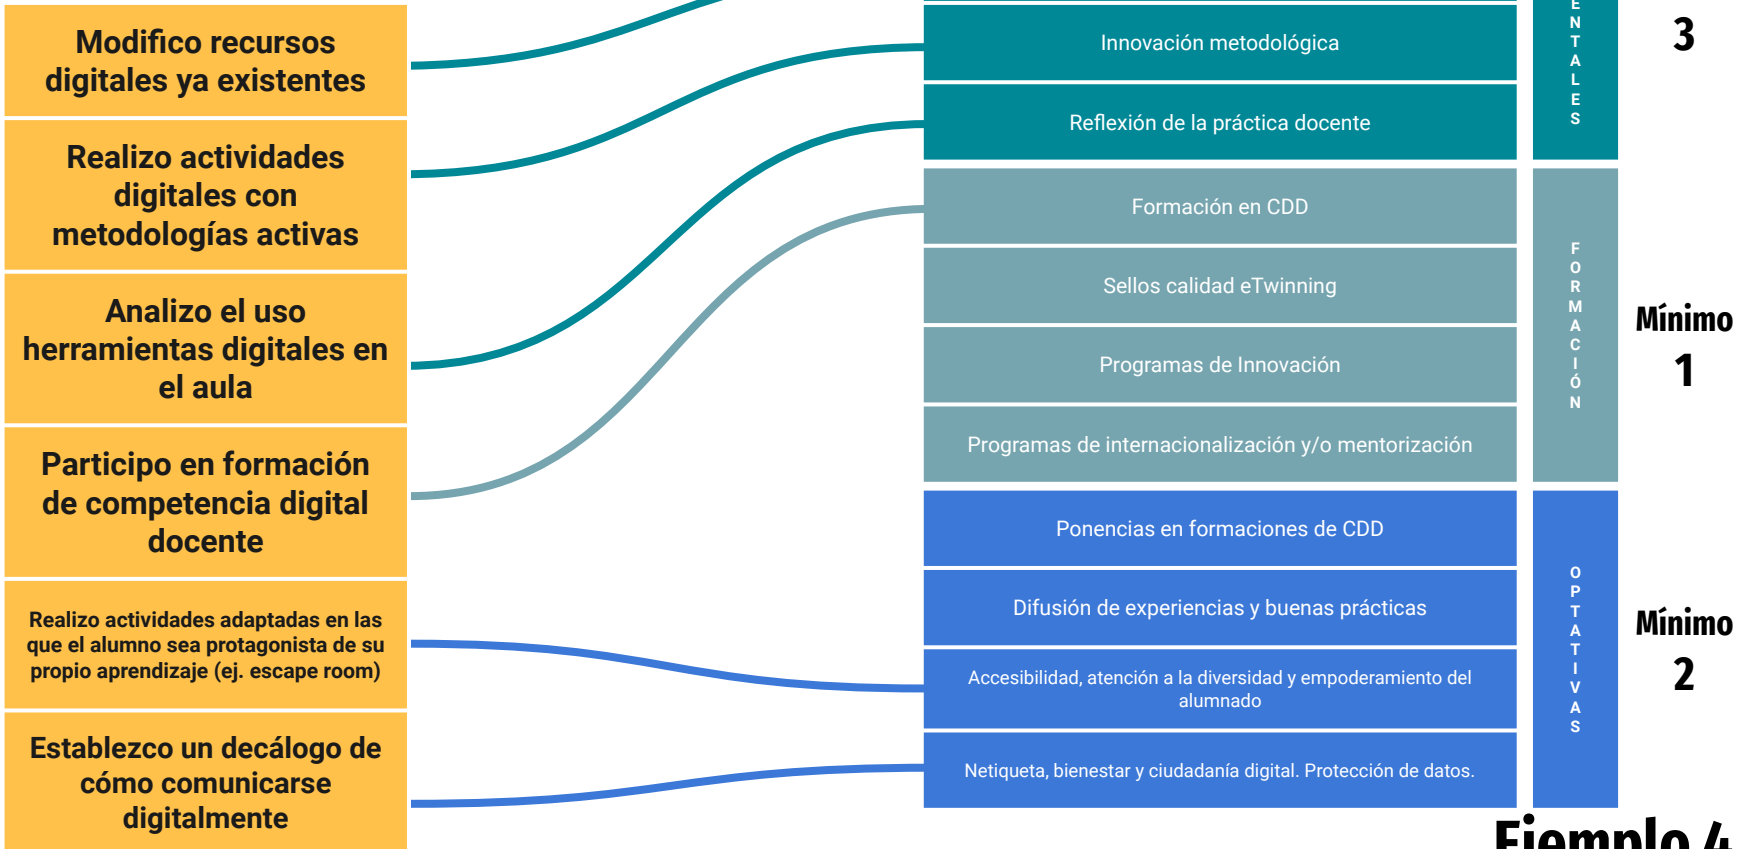 Modifico recursos
digitales ya existentes
Realizo actividades
digitales con
metodologías activas
Analizo el uso
herramientas digitales en
el aula
Participo en formación
de competencia digital
docente
Realizo actividades adaptadas en las
que el alumno sea protagonista de su
propio aprendizaje (ej. escape room)
Establezco un decálogo de
cómo comunicarse
digitalmente
Innovación metodológica
Reflexión de la práctica docente
Formación en CDD
Sellos calidad eTwinning
Programas de Innovación
Programas de internacionalización y/o mentorización
Ponencias en formaciones de CDD
Difusión de experiencias y buenas prácticas
Accesibilidad, atención a la diversidad y empoderamiento del
alumnado
Netiqueta, bienestar y ciudadanía digital. Protección de datos.
ENTALES
FORMACIÓN
OPTATIVAS
3
Mínimo
1
Mínimo
2
Ejemplo 4